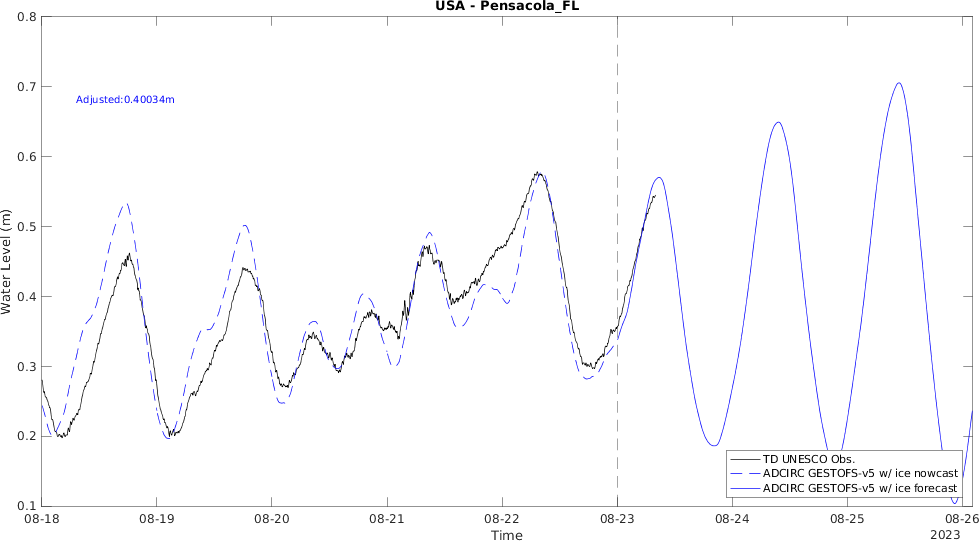 USA - Pensacola_FL
0.8
0.7
Adjusted:0.40034m
0.6
0.5
0.4
0.3
0.2
0.1
Water Level (m)
TD UNESCO Obs.
ADCIRC GESTOFS-v5 w/ ice nowcast
ADCIRC GESTOFS-v5 w/ ice forecast
08-18 08-19 08-20 08-21 08-22 08-23 08-24 08-25 08-26
Time
2023